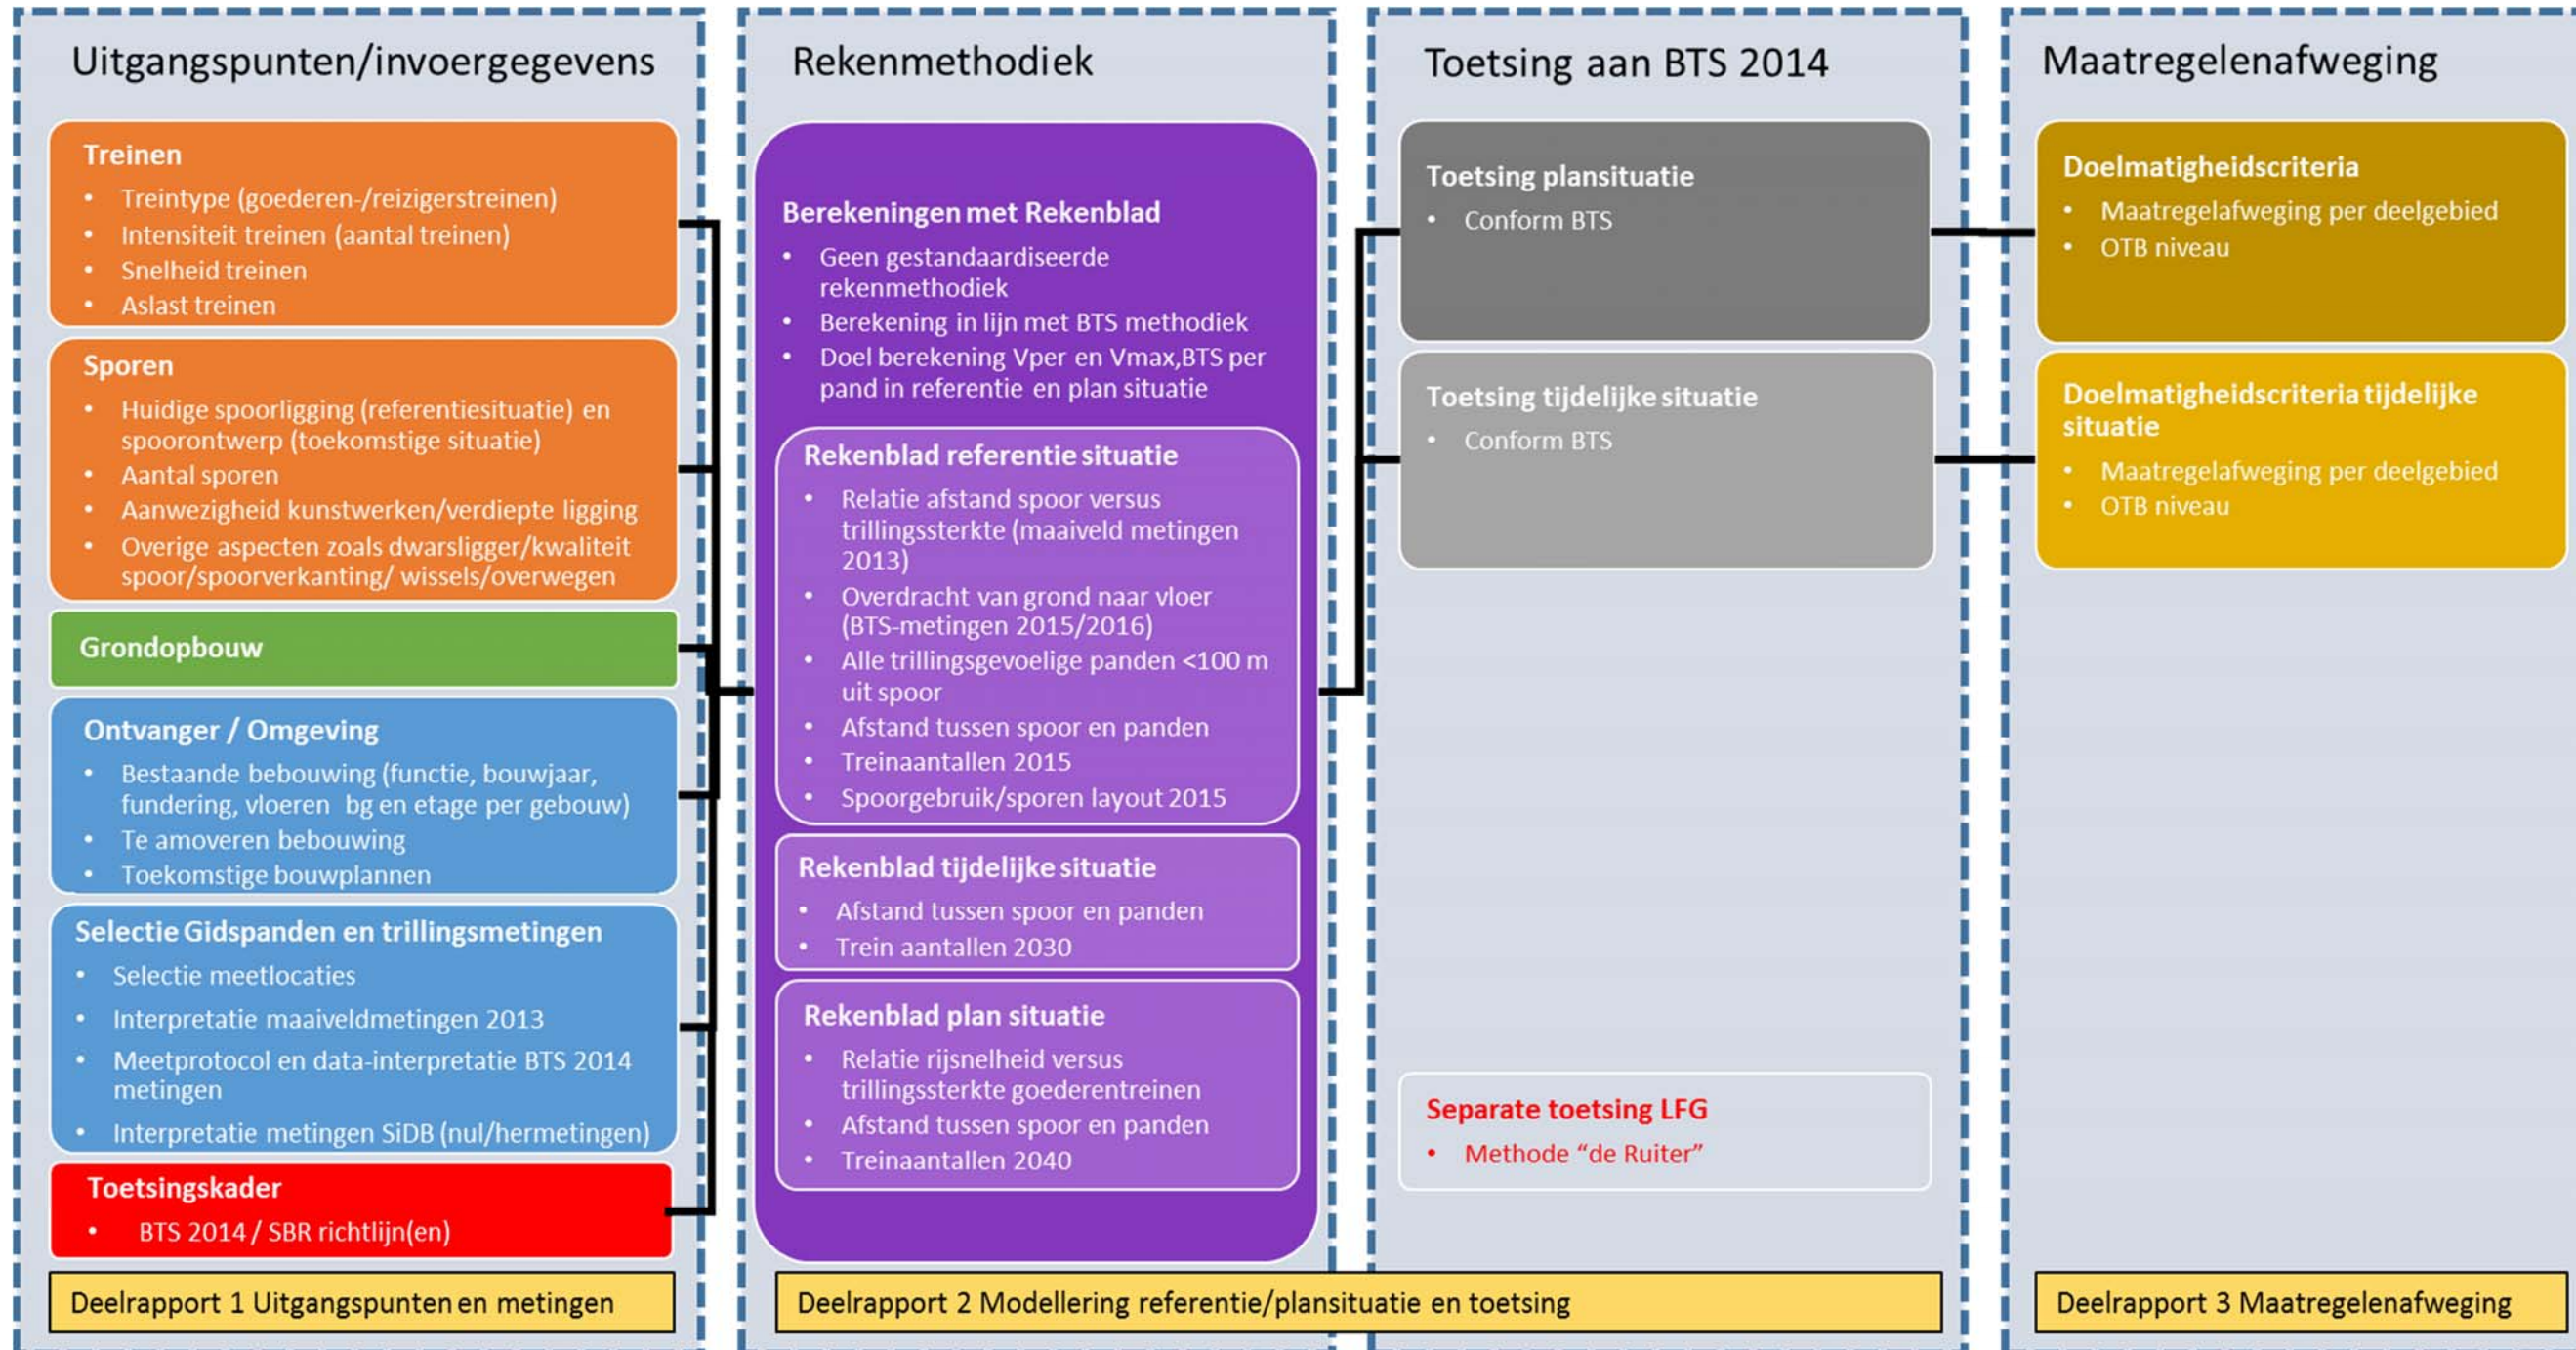 Uitgangspunten/invoergegevens
Treinen
• Treintype (goederen-/reizigerstreinen)
• Intensiteit treinen (aantal treinen)
• Snelheid treinen
• Aslast treinen
Sporen
• Huidige spoorligging (referentiesituatie) en
spoorontwerp (toekomstige situatie)
• Aantal sporen
• Aanwezigheid kunstwerken/verdiepte ligging
• Overige aspecten zoals dwarsligger/kwaliteit
spoor/spoorverkanting/ wissels/overwegen
Grondopbouw
Ontvanger / Omgeving
• Bestaande bebouwing (functie, bouwjaar,
fundering, vloeren bg en etage per gebouw)
• Te amoveren bebouwing
• Toekomstige bouwplannen
Selectie Gidspanden en trillingsmetingen
• Selectie meetlocaties
• Interpretatie maaiveldmetingen 2013
• Meetprotocol en data-interpretatie BTS 2014
metingen
• Interpretatie metingen SiDB (nul/hermetingen)
Toetsingskader
• BTS 2014 / SBR richtlijn(en)
Deelrapport 1 Uitgangspunten en metingen
Rekenmethodiek
Berekeningen met Rekenblad
• Geen gestandaardiseerde
rekenmethodiek
• Berekening in lijn met BTS methodiek
• Doel berekening Vper en Vmax,BTS per
pand in referentie en plan situatie
Rekenblad referentie situatie
• Relatie afstand spoor versus
trillingssterkte (maaiveld metingen
2013)
• Overdracht van grond naar vloer
(BTS-metingen 2015/2016)
• Alle trillingsgevoelige panden <100 m
uit spoor
• Afstand tussen spoor en panden
• Treinaantallen 2015
• Spoorgebruik/sporen layout 2015
Rekenblad tijdelijke situatie
• Afstand tussen spoor en panden
• Trein aantallen 2030
Rekenblad plan situatie
• Relatie rijsnelheid versus
trillingssterkte goederentreinen
• Afstand tussen spoor en panden
• Treinaantallen 2040
Toetsing aan BTS 2014
Toetsing plansituatie
• Conform BTS
Toetsing tijdelijke situatie
• Conform BTS
Separate toetsing LFG
• Methode “de Ruiter”
Deelrapport 2 Modellering referentie/plansituatie en toetsing
Maatregelenafweging
Doelmatigheidscriteria
• Maatregelafweging per deelgebied
• OTB niveau
Doelmatigheidscriteria tijdelijke
situatie
• Maatregelafweging per deelgebied
• OTB niveau
Deelrapport 3 Maatregelenafweging